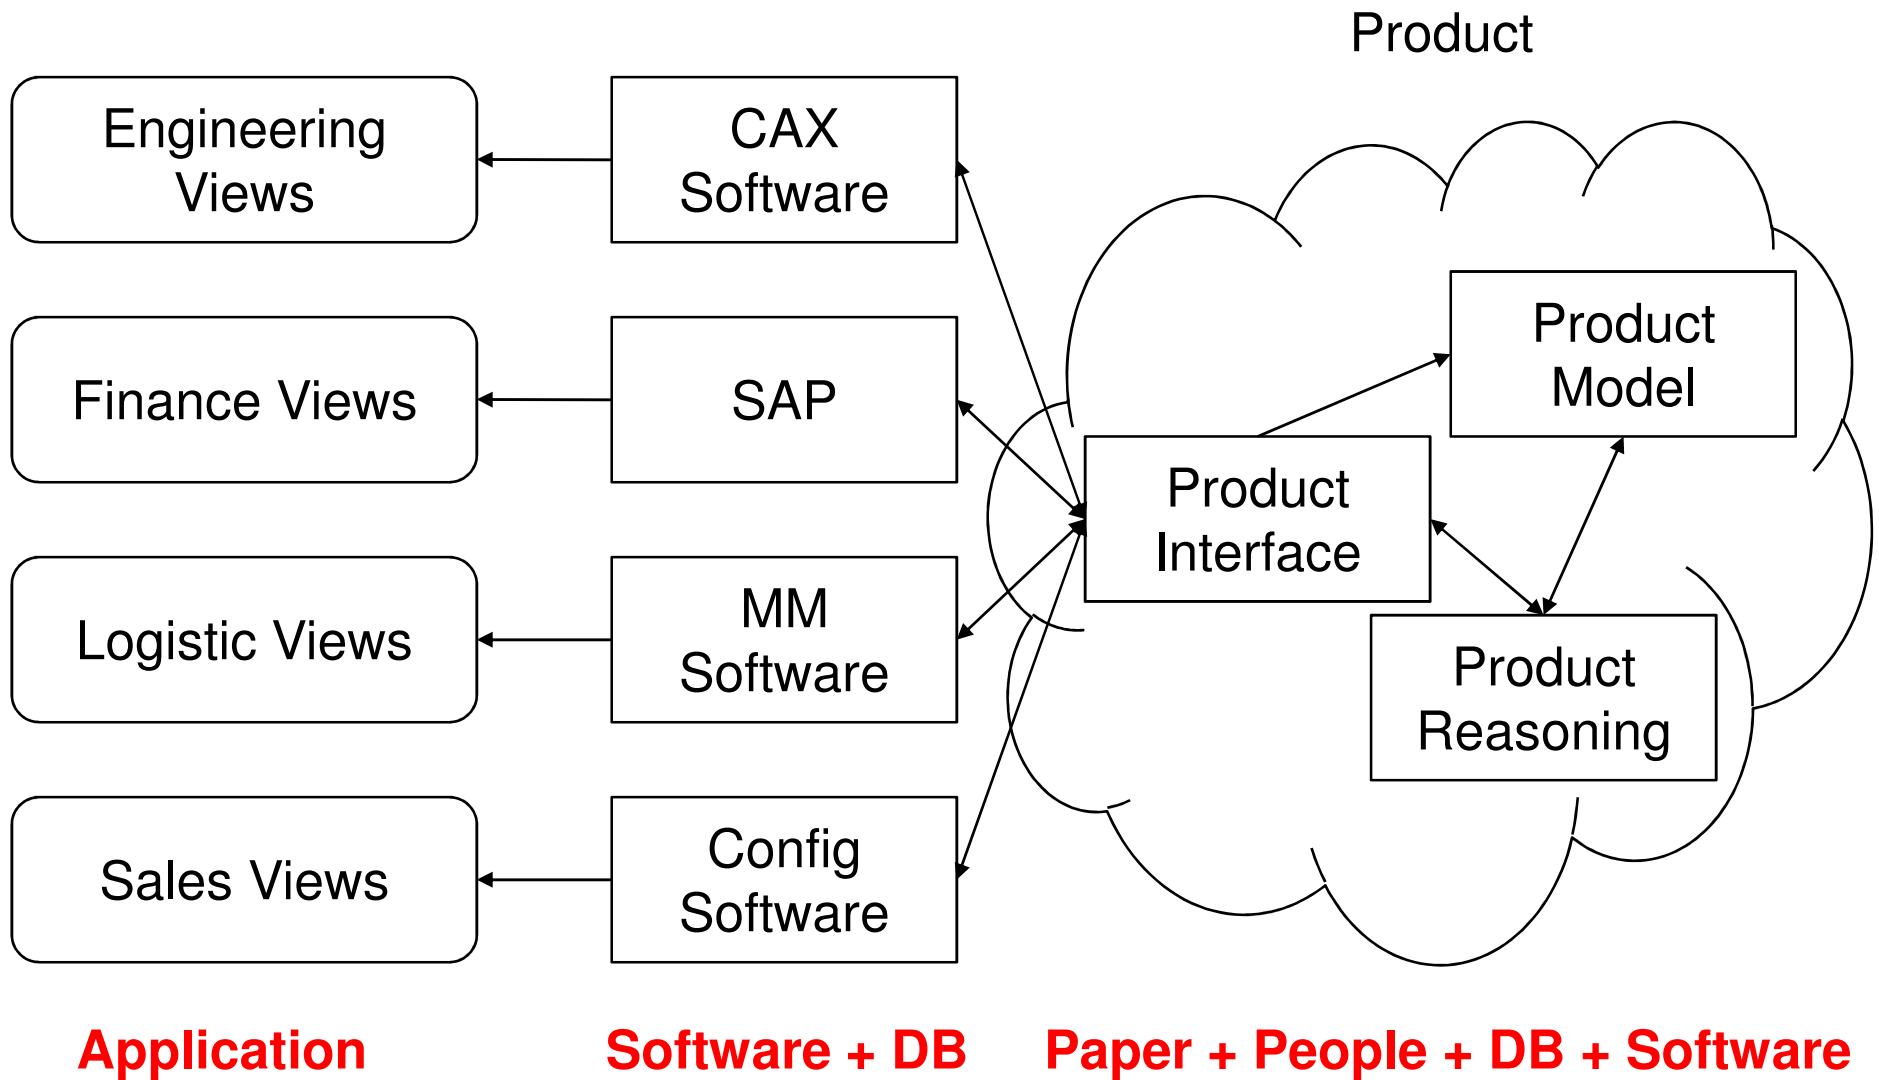 Product
Engineering
Views
CAX
Software
Finance Views
SAP
Product
Model
Product
Interface
Logistic Views
MM
Software
Product
Reasoning
Sales Views
Config
Software
Application
Software + DB
Paper + People + DB + Software